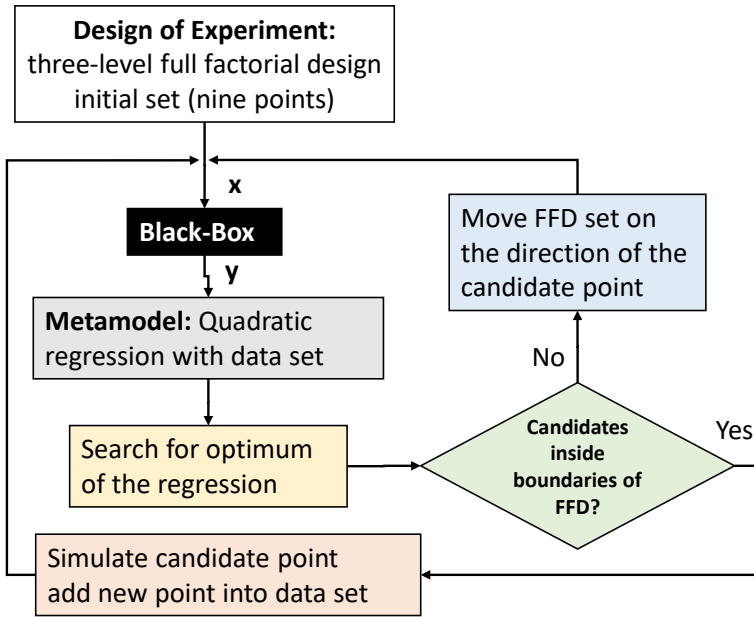 Design of Experiment:
three-level full factorial design
initial set (nine points)
x
Black-Box
y
Metamodel: Quadratic
regression with data set
Search for optimum
of the regression
Candidates
inside
boundaries of
FFD?
No
Move FFD set on
the direction of the
candidate point
Yes
Simulate candidate point
add new point into data set